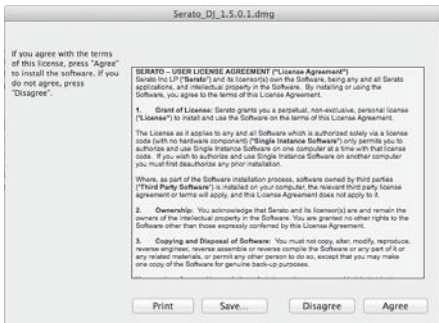 Serato_DJ_1.5.0.1.dmg
If you agree with the terms
of this license, press "Agree"
to install the software. If you
do not agree, press
"Disagree".
SERATO – USER LICENSE AGREEMENT ("License Agreement")
Serato Inc LP ("Serato") and its licensor(s) own the Software, being any and all Serato
applications, and intellectual property in the Software. By installing or using the
Software, you agree to the terms of this License Agreement.
1. Grant of License: Serato grants you a perpetual, non-exclusive, personal license
("License") to install and use the Software on the terms of this License Agreement.
The License as it applies to any and all Software which is authorized solely via a license
code (with no hardware component) ("Single Instance Software") only permits you to
authorize and use Single Instance Software on one computer at a time with that license
code. If you wish to authorize and use Single Instance Software on another computer
you must first deauthorize any prior installation.
Where, as part of the Software installation process, software owned by third parties
("Third Party Software") is installed on your computer, the relevant third party license
agreement or terms will apply, and this License Agreement does not apply to it.
2. Ownership: You acknowledge that Serato and its licensor(s) are and remain the
owners of the intellectual property in the Software. You are granted no other rights to the
Software other than those expressly conferred by this License Agreement.
3. Copying and Disposal of Software: You must not copy, alter, modify, reproduce,
reverse engineer, reverse assemble or reverse compile the Software or any part of it or
any related materials, or permit any other person to do so, except that you may make
one copy of the Software for genuine back-up purposes.
Print Save... Disagree Agree